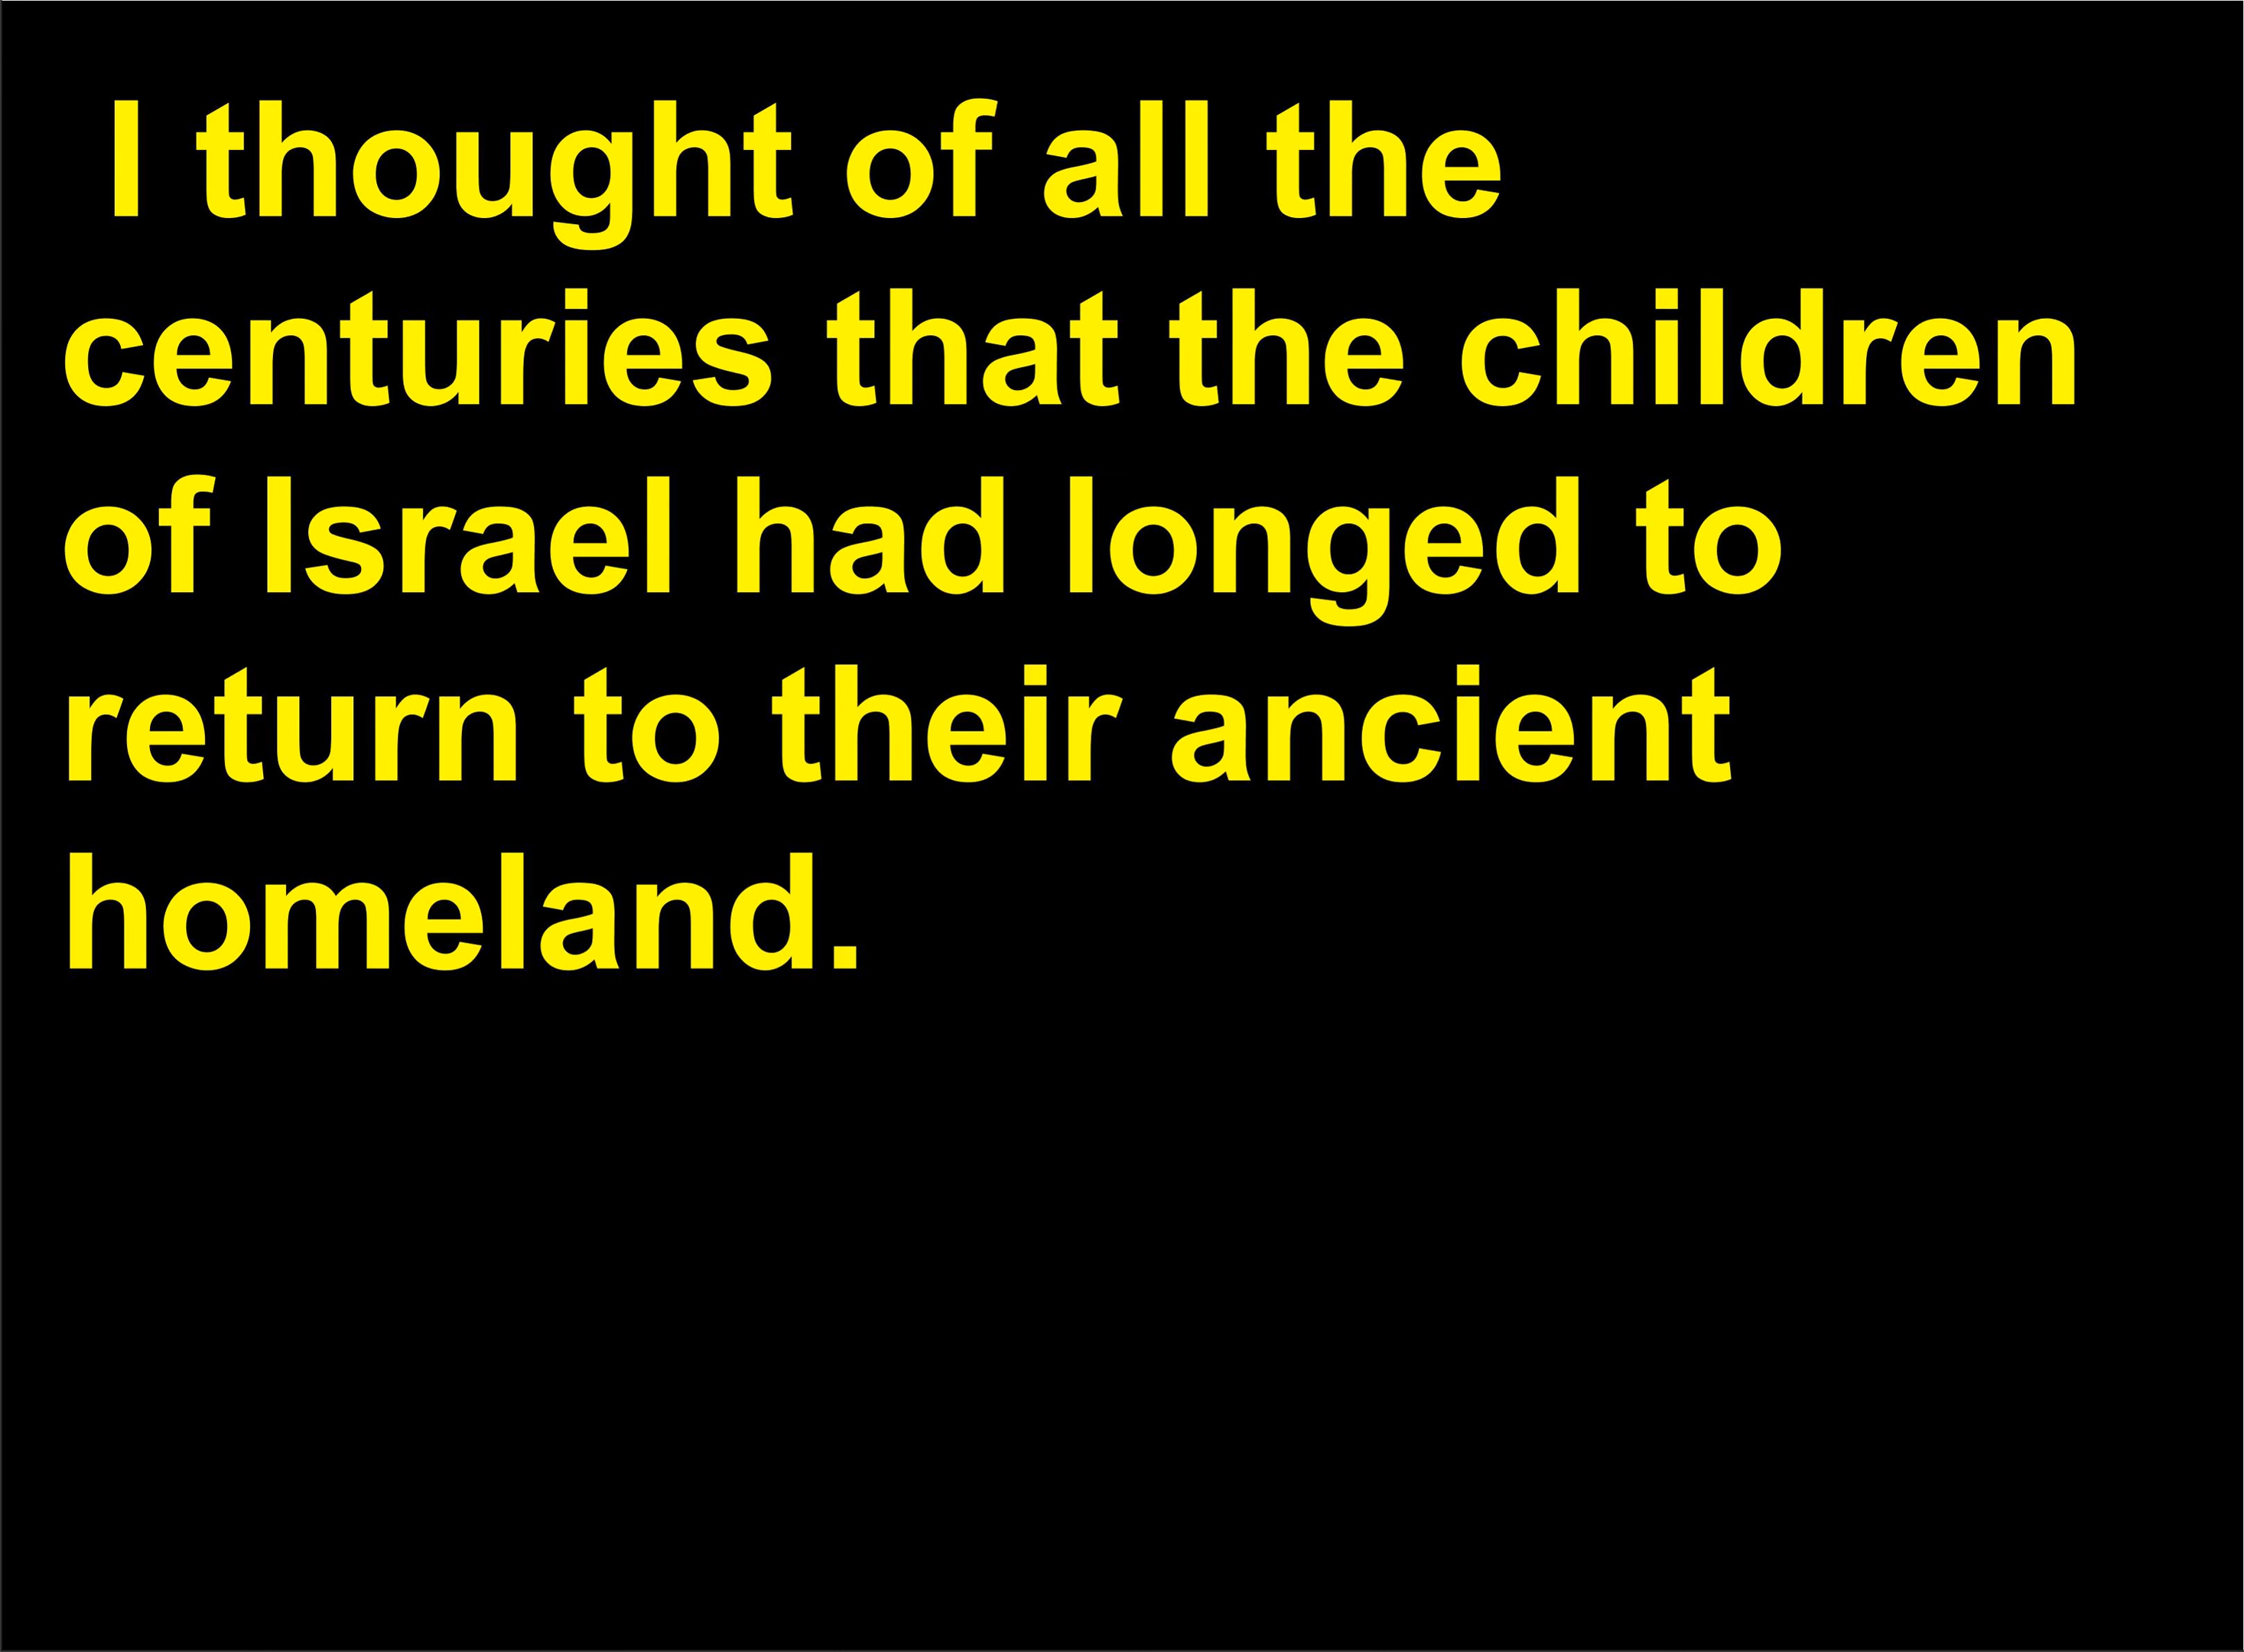 I thought of all the
centuries that the children
of Israel had longed to
return to their ancient
homeland.